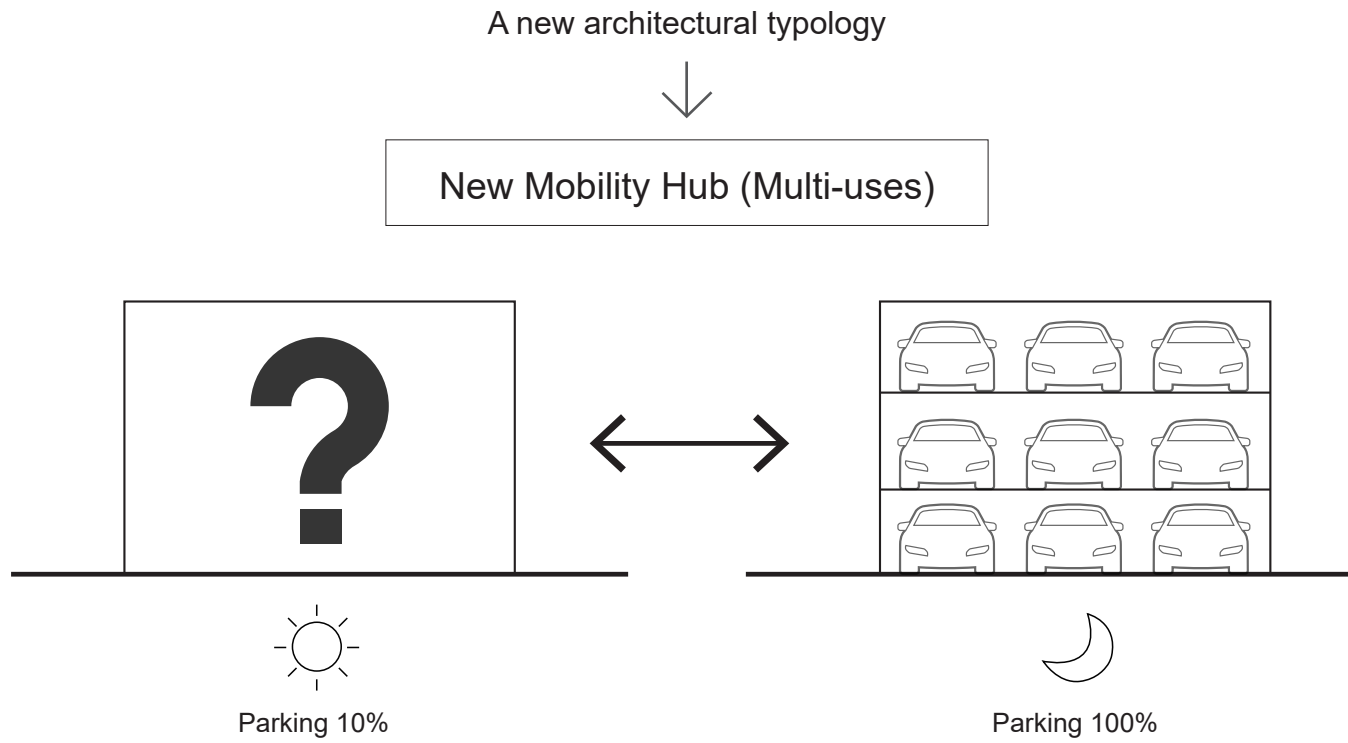 A new architectural typology
New Mobility Hub (Multi-uses)
?
Parking 10%
Parking 100%